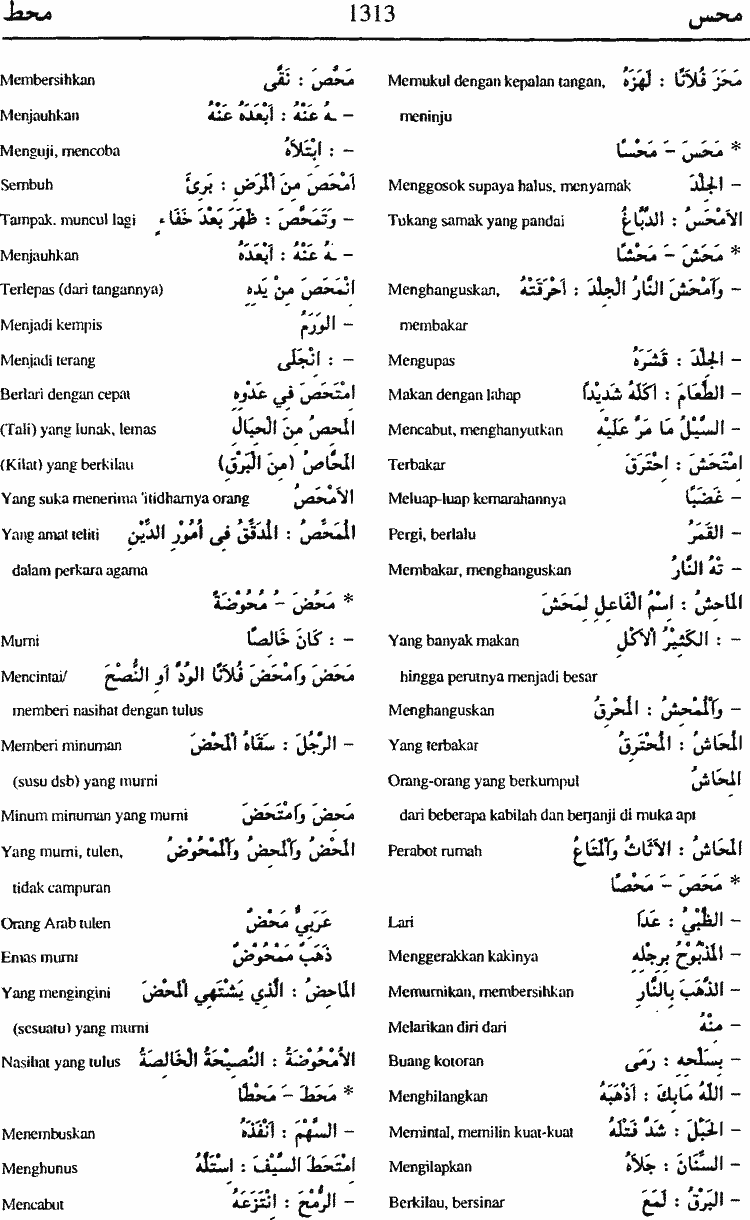 محس 1313 محط
مَحَزَ فُلَانًا : لَهَزَهُ Memukul dengan kepalan tangan,
meninju
* مَحَسَ - مَحْسًا
- الجِلْدَ Menggosok supaya halus, menyamak
الأَمْحَسُ : الدَّبَّاغُ Tukang samak yang pandai
* مَحَشَ - مَحْشًا
- وَأَمْحَشَ النَّارُ الْجِلْدَ : أَحْرَقَتْهُ Menghanguskan,
membakar
- الجِلْدَ : قَشَرَهُ Mengupas
- الطَّعَامَ : أَكَلَهُ شَدِيْدًا Makan dengan lahap
- السَّيْلُ مَا مَرَّ عَلَيْهِ Mencabut, menghanyutkan
امْتَحَشَ : احْتَرَقَ Terbakar
- غَضَبًا Meluap-luap kemarahannya
- القَمَرُ Pergi, berlalu
- تْهُ النَّارُ Membakar, menghanguskan
المَاحِشُ : اسْمُ الْفَاعِلِ لِمَحَشَ
- : الكَثِيْرُ الْأَكْلِ Yang banyak makan
hingga perutnya menjadi besar
- وَالْمُمْحِشُ : المُحْرِقُ Menghanguskan
المُحَاشُ : المُحْتَرِقُ Yang terbakar
المِحَاشُ Orang-orang yang berkumpul
dari beberapa kabilah dan berjanji di muka api
المَحَاشُ : الأَثَاثُ وَالْمَتَاعُ Perabot rumah
* مَحَصَ - مَحْصًا
- الظَّبْيُ : عَدَا Lari
- المَذْبُوْحُ بِرِجْلِهِ Menggerakkan kakinya
- الذَّهَبَ بِالنَّارِ Memurnikan, membersihkan
- مِنْهُ Melarikan diri dari
- بِسَلْحِهِ : رَمَى Buang kotoran
- اللّٰهُ مَابِكَ : أَذْهَبَهُ Menghilangkan
- الحَبْلَ : شَدَّ فَتْلَهُ Memintal, memilin kuat-kuat
- السِّنَانَ : جَلَاهُ Mengilapkan
- البَرْقُ : لَمَعَ Berkilau, bersinar
مَحَّصَ : نَقَّى Membersihkan
- ـهُ عَنْهُ : أَبْعَدَهُ عَنْهُ Menjauhkan
- : ابْتَلَاهُ Menguji, mencoba
أَمْحَصَ مِنَ الْمَرَضِ : بَرِئَ Sembuh
- وَتَمَحَّصَ : ظَهَرَ بَعْدَ خَفَاءٍ Tampak, muncul lagi
- ـهُ عَنْهُ : أَبْعَدَهُ Menjauhkan
انْمَحَصَ مِنْ يَدِهِ Terlepas (dari tangannya)
- الوَرَمُ Menjadi kempis
- : انْجَلَى Menjadi terang
امْتَحَصَ فِي عَدْوِهِ Berlari dengan cepat
المَحِصُ مِنَ الْحِبَالِ (Tali) yang lunak, lemas
المَحَّاصُ (مِنَ الْبَرْقِ) (Kilat) yang berkilau
الأَمْحَصُ Yang suka menerima 'itidharnya orang
المُمَحِّصُ : المُدَقِّقُ فِى أُمُوْرِ الدِّيْنِ Yang amat teliti
dalam perkara agama
* مَحُضَ - مُحُوْضَةً
- : كَانَ خَالِصًا Murni
مَحَضَ وَأَمْحَضَ فُلَانًا الوُدَّ أَوِ النُّصْحَ Mencintai/
memberi nasihat dengan tulus
- الرَّجُلَ : سَقَاهُ الْمَحْضَ Memberi minuman
(susu dsb) yang murni
مَحِضَ وَامْتَحَضَ Minum minuman yang murni
المَحْضُ وَالْمَحِضُ وَالْمَمْحُوْضُ Yang murni, tulen,
tidak campuran
عَرَبِيٌّ مَحْضٌ Orang Arab tulen
ذَهَبٌ مَمْحُوْضٌ Emas murni
المَاحِضُ : الَّذِي يَشْتَهِي الْمَحْضَ Yang mengingini
(sesuatu) yang murni
الأُمْحُوْضَةُ : النَّصِيْحَةُ الْخَالِصَةُ Nasihat yang tulus
* مَحَطَ - مَحْطًا
- السَّهْمَ : أَنْفَذَهُ Menembuskan
امْتَحَطَ السَّيْفَ : اسْتَلَّهُ Menghunus
- الرُّمْحَ : انْتَزَعَهُ Mencabut